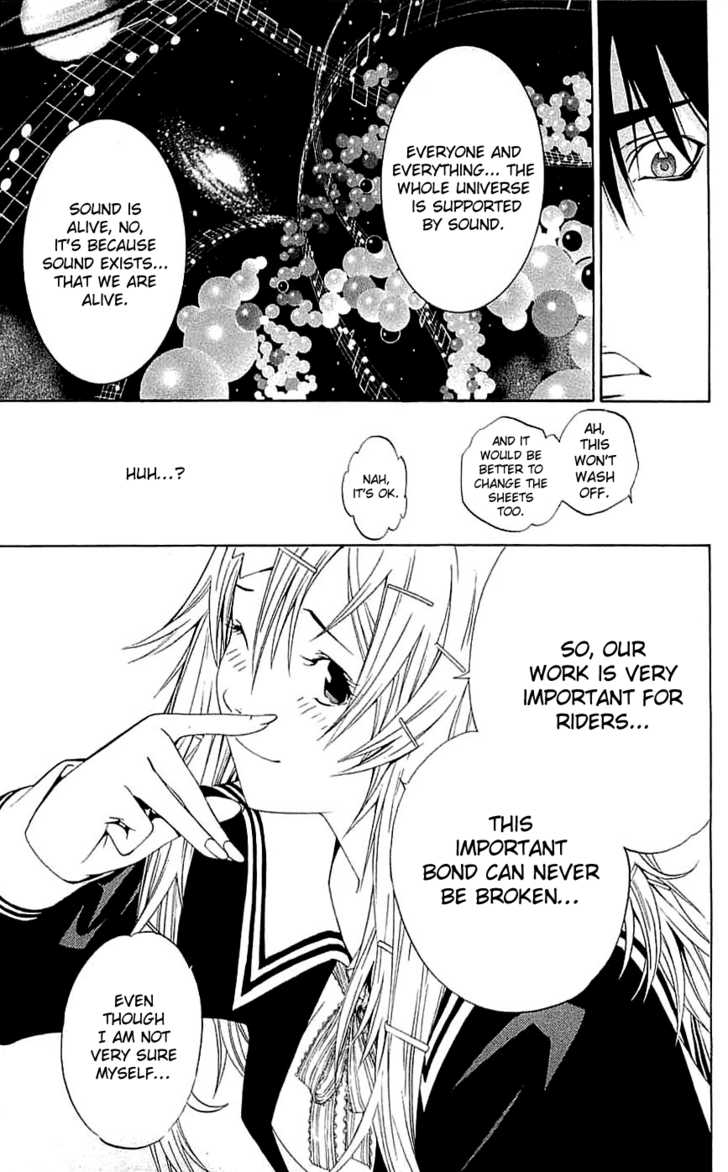 EVERYONE AND
EVERYTHING... THE
WHOLE UNIVERSE
IS SUPPORTED
BY SOUND.
SOUND IS
ALIVE, NO,
IT'S BECAUSE
SOUND EXISTS...
THAT WE ARE
ALIVE.
AH,
THIS
WON'T
WASH
OFF.
AND IT
WOULD BE
BETTER TO
CHANGE THE
SHEETS
TOO.
NAH,
IT'S OK.
HUH...?
SO, OUR
WORK IS VERY
IMPORTANT FOR
RIDERS...
THIS
IMPORTANT
BOND CAN NEVER
BE BROKEN...
EVEN
THOUGH
I AM NOT
VERY SURE
MYSELF...